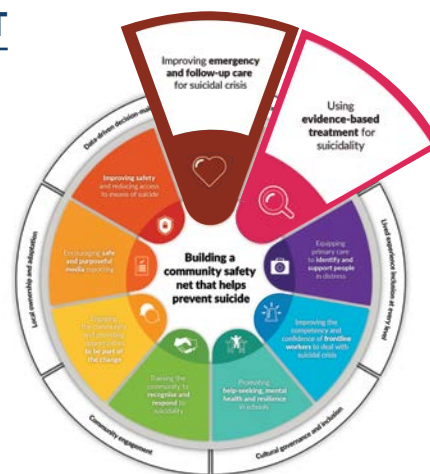 T
Improving emergency
and follow-up care
for suicidal crisis
Using
evidence-based
treatment for
suicidality
Equipping
primary care
to identify and
support people
in distress
Improving the
competency and
confidence of frontline
workers to deal with
suicidal crisis
Promoting
help-seeking, mental
health and resilience
in schools
Training the
community to
recognise and
respond to
suicidality
Engaging
the community
to be part of
the change
Encouraging safe
and purposeful
media reporting
Improving safety
and reducing access
to means of suicide
Building a
community safety
net that helps
prevent suicide
Data-driven decision-
Lived experience inclusion at every level
Cultural governance and inclusion
Community engagement
Local ownership and adaptation